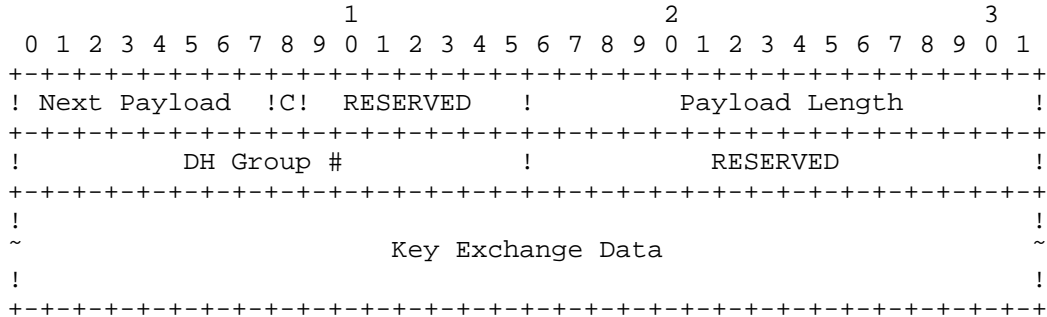 1                   2                   3
 0 1 2 3 4 5 6 7 8 9 0 1 2 3 4 5 6 7 8 9 0 1 2 3 4 5 6 7 8 9 0 1
+-+-+-+-+-+-+-+-+-+-+-+-+-+-+-+-+-+-+-+-+-+-+-+-+-+-+-+-+-+-+-+-+
! Next Payload  !C!  RESERVED   !         Payload Length        !
+-+-+-+-+-+-+-+-+-+-+-+-+-+-+-+-+-+-+-+-+-+-+-+-+-+-+-+-+-+-+-+-+
!          DH Group #           !           RESERVED            !
+-+-+-+-+-+-+-+-+-+-+-+-+-+-+-+-+-+-+-+-+-+-+-+-+-+-+-+-+-+-+-+-+
!                                                               !
~                       Key Exchange Data                       ~
!                                                               !
+-+-+-+-+-+-+-+-+-+-+-+-+-+-+-+-+-+-+-+-+-+-+-+-+-+-+-+-+-+-+-+-+